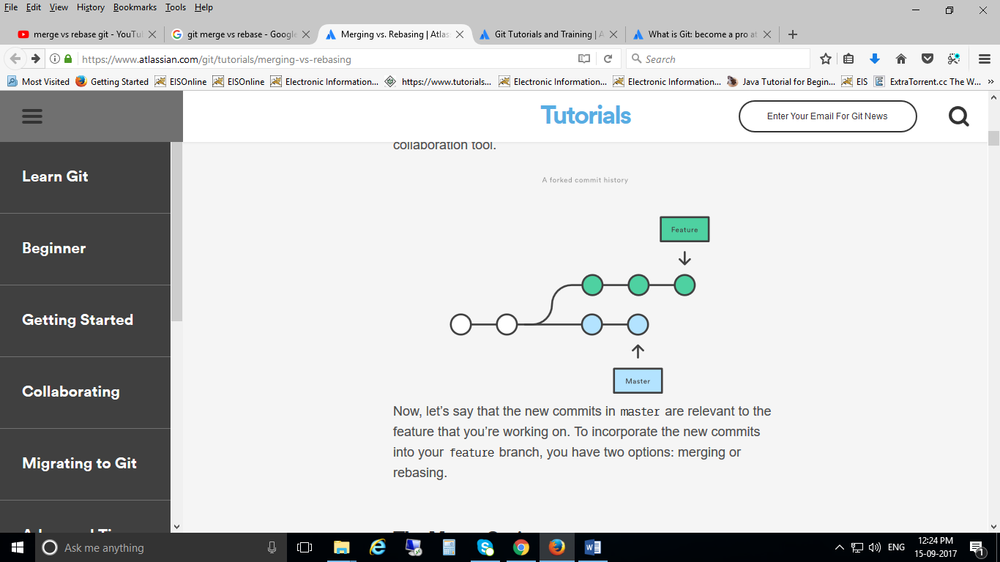 File Edit View History Bookmarks Tools Help
merge vs rebase git - YouTu
git merge vs rebase - Google
Merging vs. Rebasing | Atlas
Git Tutorials and Training | A
What is Git: become a pro at
https://www.atlassian.com/git/tutorials/merging-vs-rebasing
Search
Most Visited Getting Started EISOnline EISOnline Electronic Information... https://www.tutorials... Electronic Information... Electronic Information... Java Tutorial for Begin... EIS ExtraTorrent.cc The W...
Tutorials
Enter Your Email For Git News
Learn Git
Beginner
Getting Started
Collaborating
Migrating to Git
collaboration tool.
A forked commit history
Feature
Master
Now, let’s say that the new commits in master are relevant to the
feature that you’re working on. To incorporate the new commits
into your feature branch, you have two options: merging or
rebasing.
Ask me anything
ENG
12:24 PM
15-09-2017
1